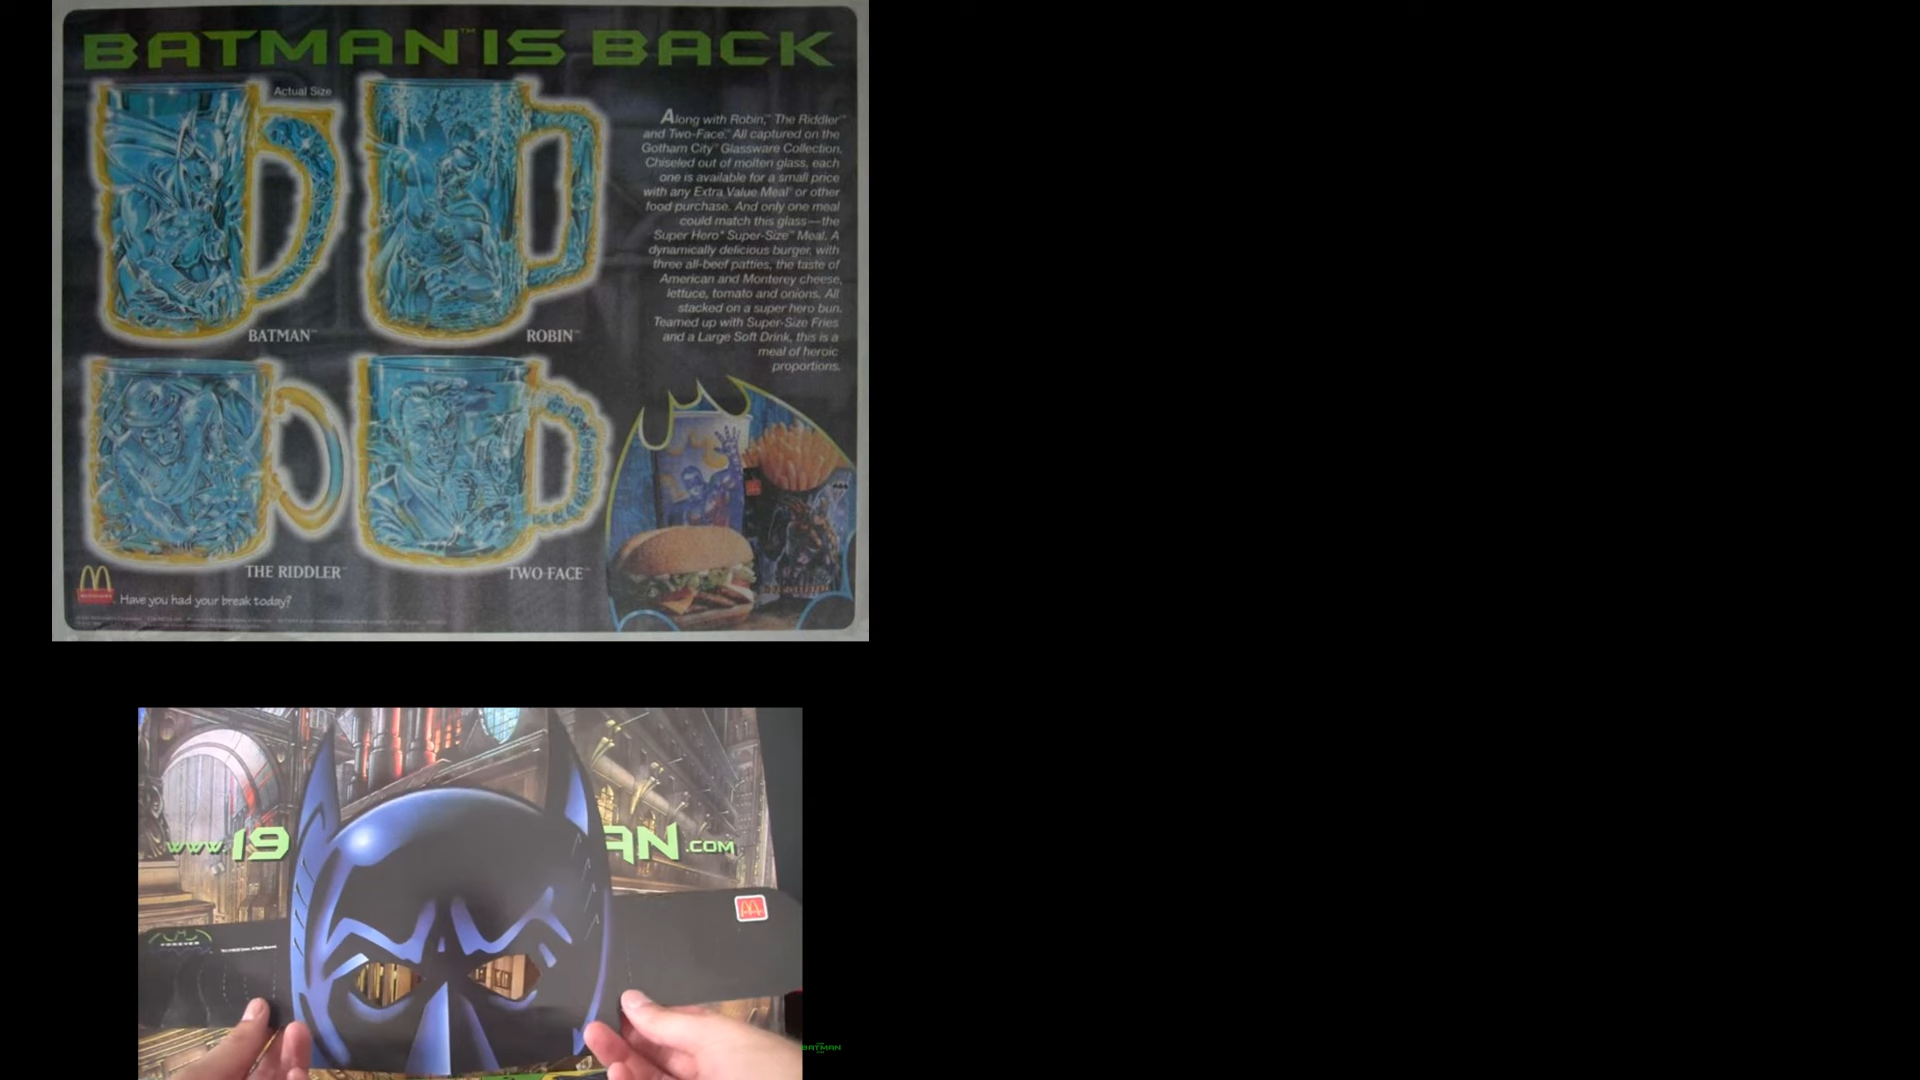 BATMAN™ IS BACK
Actual Size
Along with Robin,™ The Riddler™
and Two-Face.™ All captured on the
Gotham City™ Glassware Collection.
Chiseled out of molten glass, each
one is available for a small price
with any Extra Value Meal® or other
food purchase. And only one meal
could match this glass—the
Super Hero* Super-Size™ Meal. A
dynamically delicious burger, with
three all-beef patties, the taste of
American and Monterey cheese,
lettuce, tomato and onions. All
stacked on a super hero bun.
Teamed up with Super-Size Fries
and a Large Soft Drink, this is a
meal of heroic
proportions.
BATMAN™
ROBIN™
THE RIDDLER™
TWO-FACE™
Have you had your break today?
www.19
AN.COM
FOREVER
BATMAN